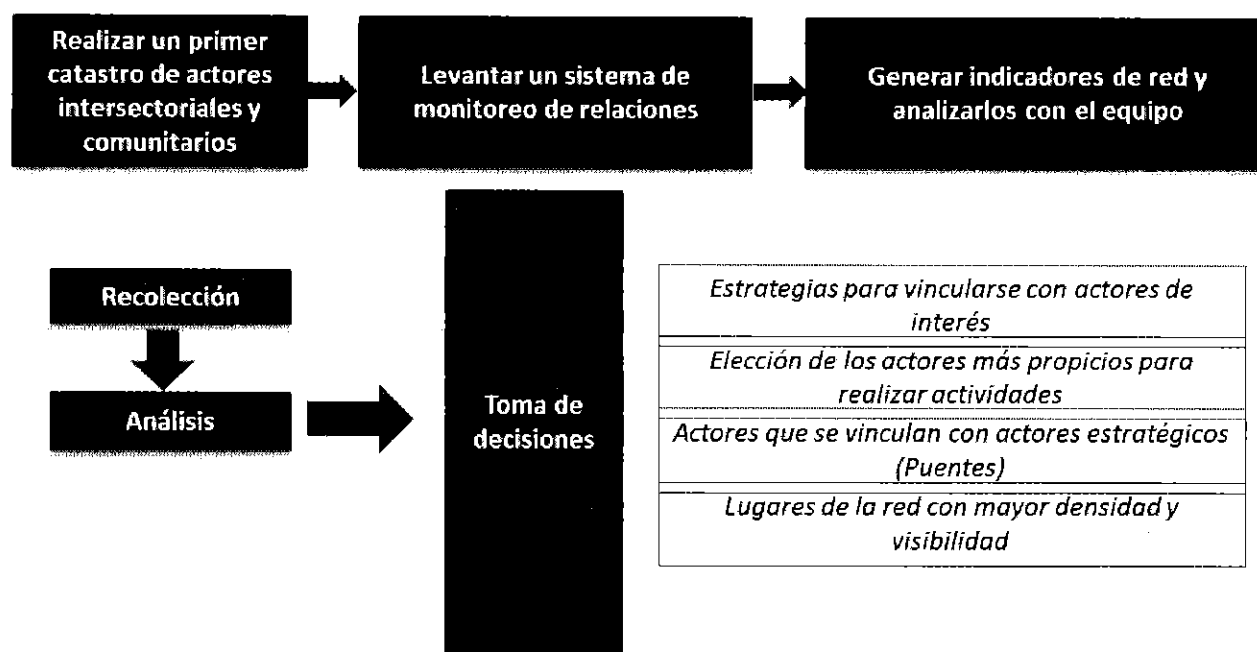 Realizar un primer
catastro de actores
intersectoriales y
comunitarios
Levantar un sistema de
monitoreo de relaciones
Generar indicadores de red y
analizarlos con el equipo
Recolección
Análisis
Toma de
decisiones
Estrategias para vincularse con actores de
interés
Elección de los actores más propicios para
realizar actividades
Actores que se vinculan con actores estratégicos
(Puentes)
Lugares de la red con mayor densidad y
visibilidad